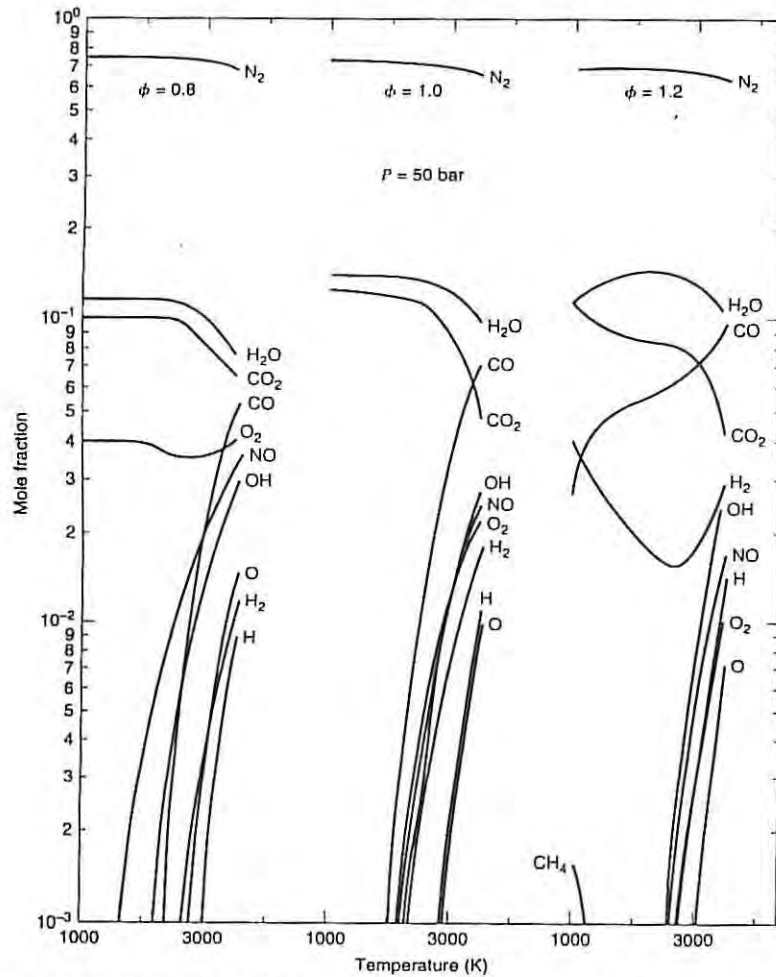 10⁰
9
8
7
6
5
4
3
2
10⁻¹
9
8
7
6
5
4
3
2
10⁻²
9
8
7
6
5
4
3
2
10⁻³
Mole fraction
N₂
ϕ = 0.8
H₂O
CO₂
CO
O₂
NO
OH
O
H₂
H
N₂
ϕ = 1.0
P = 50 bar
H₂O
CO
CO₂
OH
NO
O₂
H₂
H
O
N₂
ϕ = 1.2
H₂O
CO
CO₂
H₂
OH
NO
H
O₂
O
CH₄
1000 3000 1000 3000 1000 3000
Temperature (K)